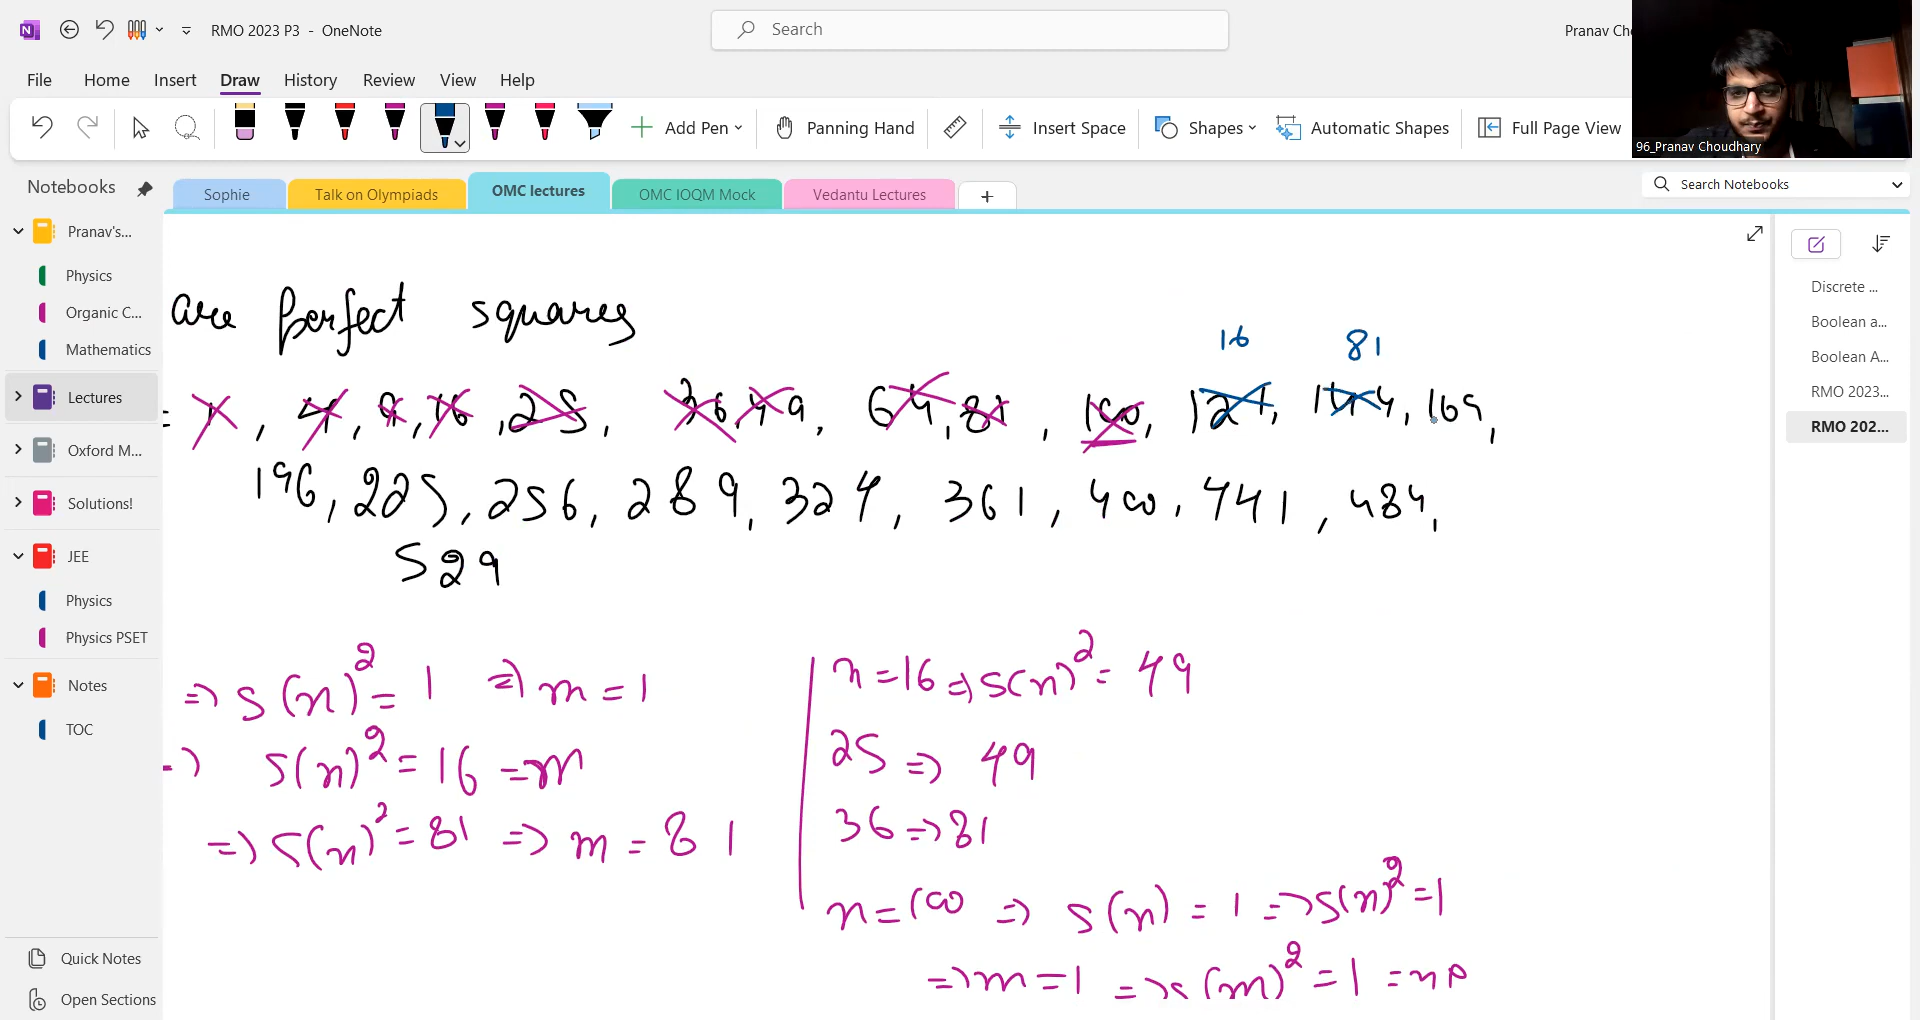 RMO 2023 P3 - OneNote
Search
File Home Insert Draw History Review View Help
Add Pen
Panning Hand
Insert Space
Shapes
Automatic Shapes
Full Page View
96_Pranav Choudhary
Notebooks
Sophie
Talk on Olympiads
OMC lectures
OMC IOQM Mock
Vedantu Lectures
+
Search Notebooks
Pranav's...
Physics
Organic C...
Mathematics
Lectures
Oxford M...
Solutions!
JEE
Physics
Physics PSET
Notes
TOC
Quick Notes
Open Sections
are perfect squares
16 81
= 1, 4, 9, 16, 25, 36, 49, 64, 81, 100, 121, 144, 169,
196, 225, 256, 289, 324, 361, 400, 441, 484,
529
=> s(n)² = 1 => m = 1
=> s(n)² = 16 = m
=> s(n)² = 81 => m = 81
n = 16 => s(n)² = 49
25 => 49
36 => 81
n = 100 => s(n) = 1 => s(n)² = 1
=> m = 1 => s(m)² = 1
Discrete ...
Boolean a...
Boolean A...
RMO 2023...
RMO 202...